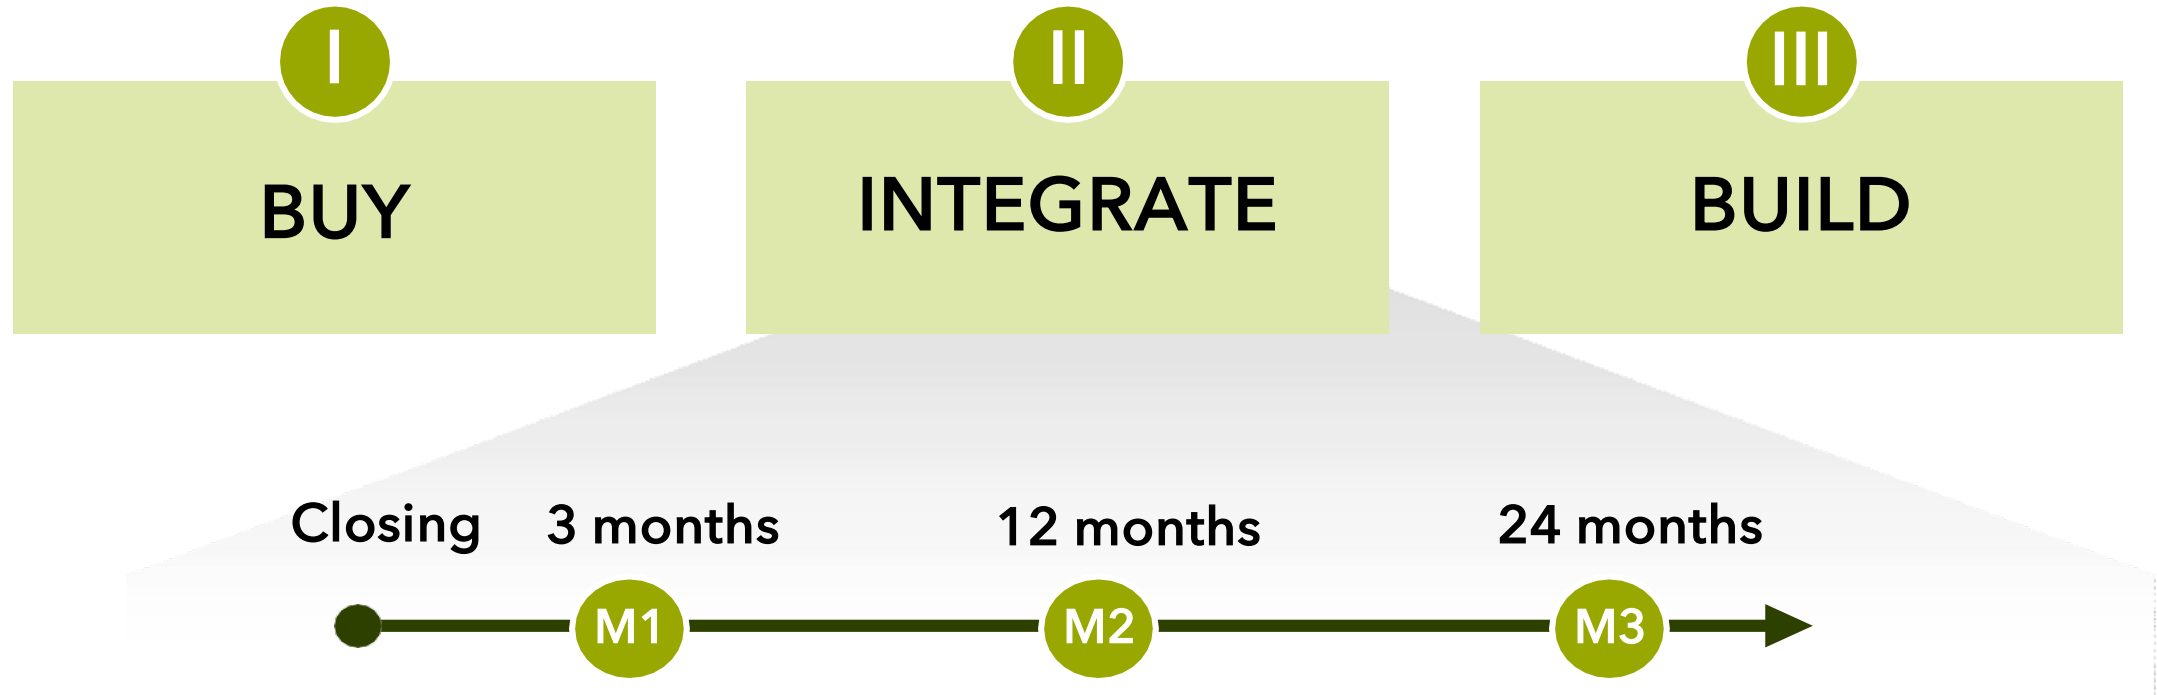 I
II
III
BUY
INTEGRATE
BUILD
Closing
3 months
12 months
24 months
M1
M2
M3